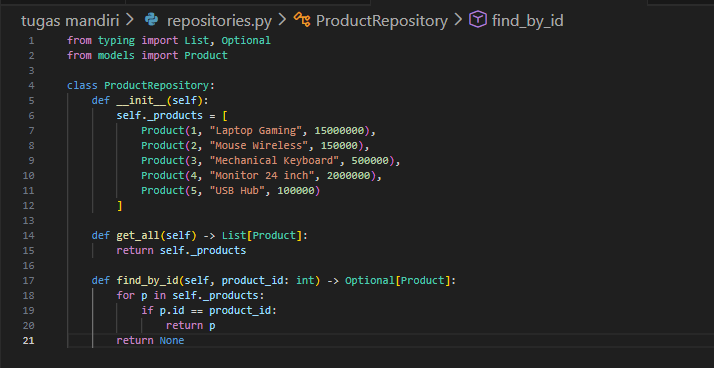 tugas mandiri > repositories.py > ProductRepository > find_by_id
1 from typing import List, Optional
2 from models import Product
3
4 class ProductRepository:
5     def __init__(self):
6         self._products = [
7             Product(1, "Laptop Gaming", 15000000),
8             Product(2, "Mouse Wireless", 150000),
9             Product(3, "Mechanical Keyboard", 500000),
10             Product(4, "Monitor 24 inch", 2000000),
11             Product(5, "USB Hub", 100000)
12         ]
13
14     def get_all(self) -> List[Product]:
15         return self._products
16
17     def find_by_id(self, product_id: int) -> Optional[Product]:
18         for p in self._products:
19             if p.id == product_id:
20                 return p
21         return None